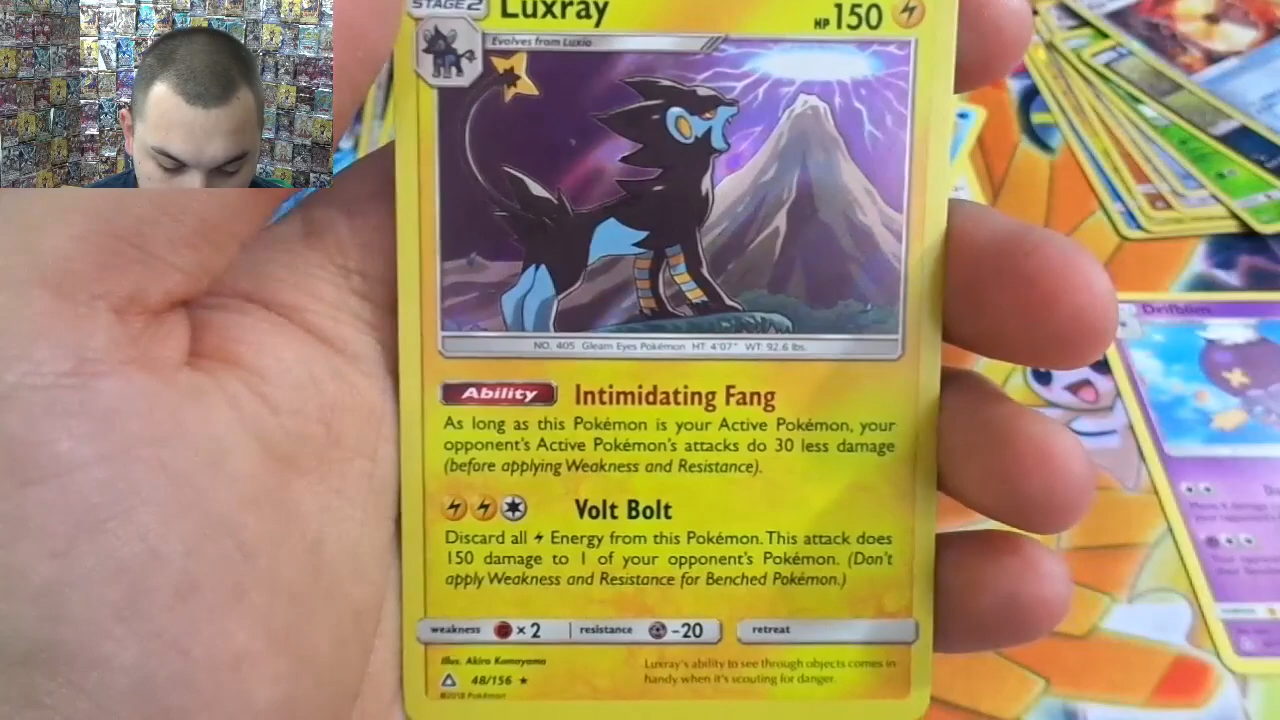 STAGE2 Luxray HP 150
Evolves from Luxio
NO. 405 Gleam Eyes Pokémon HT: 4'07" WT: 92.6 lbs.
Ability Intimidating Fang
As long as this Pokémon is your Active Pokémon, your
opponent's Active Pokémon's attacks do 30 less damage
(before applying Weakness and Resistance).
Volt Bolt
Discard all Energy from this Pokémon. This attack does
150 damage to 1 of your opponent's Pokémon. (Don't
apply Weakness and Resistance for Benched Pokémon.)
weakness × 2 resistance -20 retreat
Illus. Akira Komayama
48/156 ★
©2018 Pokémon
Luxray's ability to see through objects comes in
handy when it's scouting for danger.
Drifblim